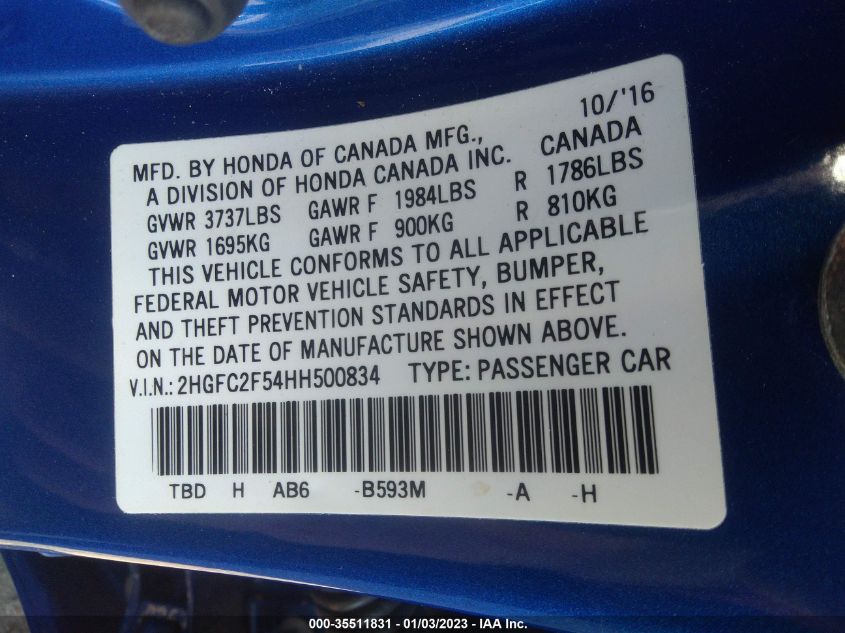 10/'16
MFD. BY HONDA OF CANADA MFG., CANADA
A DIVISION OF HONDA CANADA INC.
GVWR 3737LBS GAWR F 1984LBS R 1786LBS
GVWR 1695KG GAWR F 900KG R 810KG
THIS VEHICLE CONFORMS TO ALL APPLICABLE
FEDERAL MOTOR VEHICLE SAFETY, BUMPER,
AND THEFT PREVENTION STANDARDS IN EFFECT
ON THE DATE OF MANUFACTURE SHOWN ABOVE.
V.I.N.: 2HGFC2F54HH500834 TYPE: PASSENGER CAR
TBD H AB6 -B593M -A -H
000-35511831 - 01/03/2023 - IAA Inc.